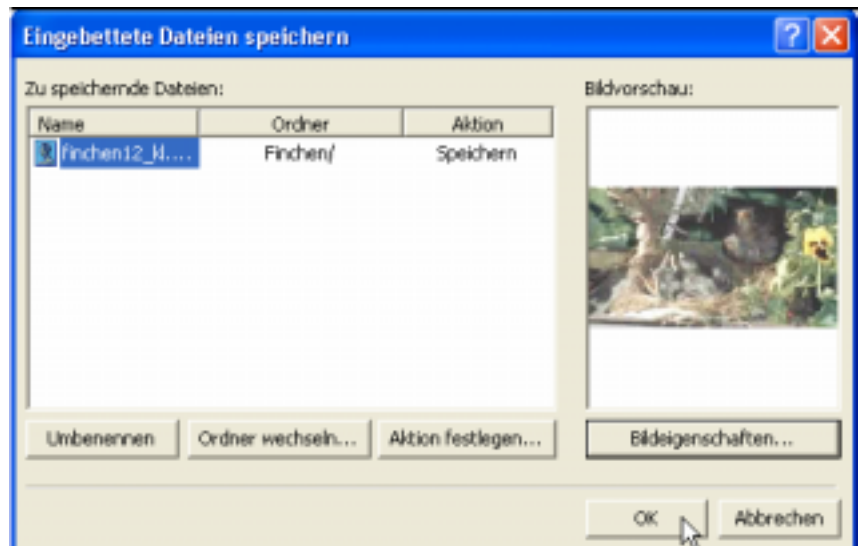 Eingebettete Dateien speichern
Zu speichernde Dateien:
Bildvorschau:
Name Ordner Aktion
finchen12_kl.... Finchen/ Speichern
Umbenennen Ordner wechseln... Aktion festlegen... Bildeigenschaften...
OK Abbrechen